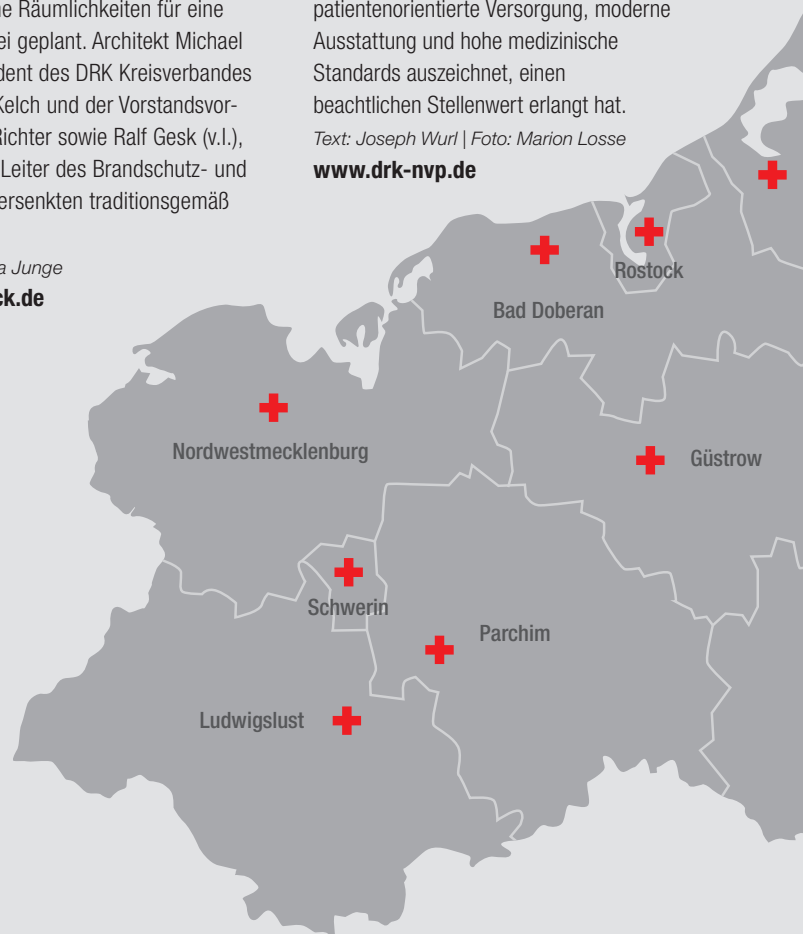 ne Räumlichkeiten für eine
ei geplant. Architekt Michael
dent des DRK Kreisverbandes
Kelch und der Vorstandsvor-
Richter sowie Ralf Gesk (v.l.),
Leiter des Brandschutz- und
ersenkten traditionsgemäß
a Junge
ck.de
patientenorientierte Versorgung, moderne
Ausstattung und hohe medizinische
Standards auszeichnet, einen
beachtlichen Stellenwert erlangt hat.
Text: Joseph Wurl | Foto: Marion Losse
www.drk-nvp.de
Rostock
Bad Doberan
Nordwestmecklenburg
Güstrow
Schwerin
Parchim
Ludwigslust